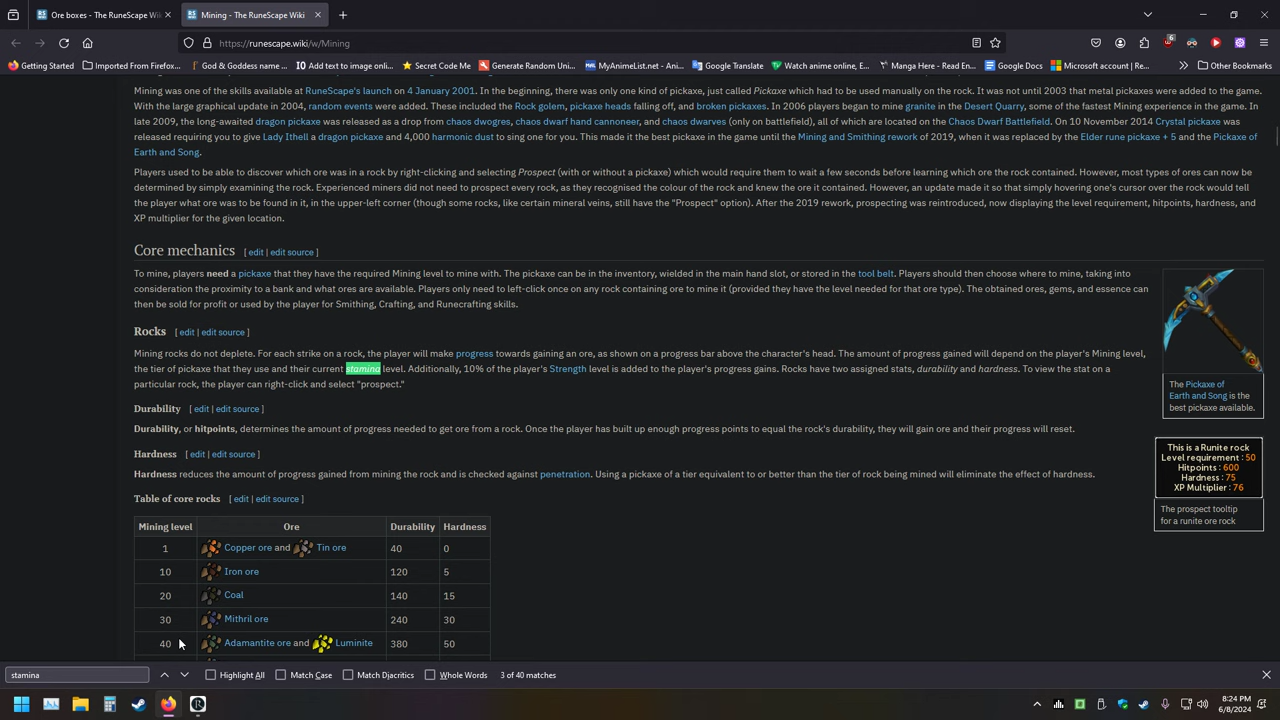 Ore boxes - The RuneScape Wi
Mining - The RuneScape Wiki
https://runescape.wiki/w/Mining
Getting Started
Imported From Firefox...
God & goddess name ...
Add text to image onli...
Secret Code Me
Generate Random Uni...
MyAnimeList.net - Ani...
Google Translate
Watch anime online, e...
Manga Here - Read En...
Google Docs
Microsoft account | re...
Other Bookmarks
Mining was one of the skills available at RuneScape's launch on 4 January 2001. In the beginning, there was only one kind of pickaxe, just called Pickaxe which had to be used manually on the rock. It was not until 2003 that metal pickaxes were added to the game.
With the large graphical update in 2004, random events were added. These included the Rock golem, pickaxe heads falling off, and broken pickaxes. In 2006 players began to mine granite in the Desert Quarry, some of the fastest Mining experience in the game. In
late 2009, the long-awaited dragon pickaxe was released as a drop from chaos dwogres, chaos dwarf hand cannoneer, and chaos dwarves (only on battlefield), all of which are located on the Chaos Dwarf Battlefield. On 10 November 2014 Crystal pickaxe was
released requiring you to give Lady Ithell a dragon pickaxe and 4,000 harmonic dust to sing one for you. This made it the best pickaxe in the game until the Mining and Smithing rework of 2019, when it was replaced by the Elder rune pickaxe + 5 and the Pickaxe of
Earth and Song.
Players used to be able to discover which ore was in a rock by right-clicking and selecting Prospect (with or without a pickaxe) which would require them to wait a few seconds before learning which ore the rock contained. However, most types of ores can now be
determined by simply examining the rock. Experienced miners did not need to prospect every rock, as they recognised the colour of the rock and knew the ore it contained. However, an update made it so that simply hovering one's cursor over the rock would tell
the player what ore was to be found in it, in the upper-left corner (though some rocks, like certain mineral veins, still have the "Prospect" option). After the 2019 rework, prospecting was reintroduced, now displaying the level requirement, hitpoints, hardness, and
XP multiplier for the given location.
Core mechanics [ edit | edit source ]
To mine, players need a pickaxe that they have the required Mining level to mine with. The pickaxe can be in the inventory, wielded in the main hand slot, or stored in the tool belt. Players should then choose where to mine, taking into
consideration the proximity to a bank and what ores are available. Players only need to left-click once on any rock containing ore to mine it (provided they have the level needed for that ore type). The obtained ores, gems, and essence can
then be sold for profit or used by the player for Smithing, Crafting, and Runecrafting skills.
Rocks [ edit | edit source ]
Mining rocks do not deplete. For each strike on a rock, the player will make progress towards gaining an ore, as shown on a progress bar above the character's head. The amount of progress gained will depend on the player's Mining level,
the tier of pickaxe that they use and their current stamina level. Additionally, 10% of the player's Strength level is added to the player's progress gains. Rocks have two assigned stats, durability and hardness. To view the stat on a
particular rock, the player can right-click and select "prospect."
The Pickaxe of
Earth and Song is the
best pickaxe available.
Durability [ edit | edit source ]
Durability, or hitpoints, determines the amount of progress needed to get ore from a rock. Once the player has built up enough progress points to equal the rock's durability, they will gain ore and their progress will reset.
Hardness [ edit | edit source ]
Hardness reduces the amount of progress gained from mining the rock and is checked against penetration. Using a pickaxe of a tier equivalent to or better than the tier of rock being mined will eliminate the effect of hardness.
This is a Runite rock
Level requirement : 50
Hitpoints : 600
Hardness : 75
XP Multiplier : 76
The prospect tooltip
for a runite ore rock
Table of core rocks [ edit | edit source ]
Mining level Ore Durability Hardness
1 Copper ore and Tin ore 40 0
10 Iron ore 120 5
20 Coal 140 15
30 Mithril ore 240 30
40 Adamantite ore and Luminite 380 50
stamina
Highlight All
Match Case
Match Diacritics
Whole Words
3 of 40 matches
8:24 PM
6/8/2024